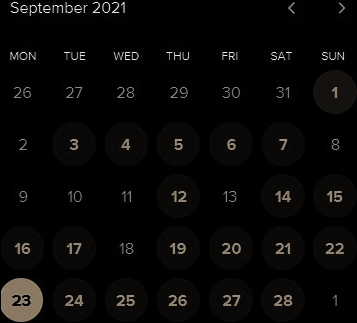 September 2021 < >
MON TUE WED THU FRI SAT SUN
26 27 28 29 30 31 1
2 3 4 5 6 7 8
9 10 11 12 13 14 15
16 17 18 19 20 21 22
23 24 25 26 27 28 1